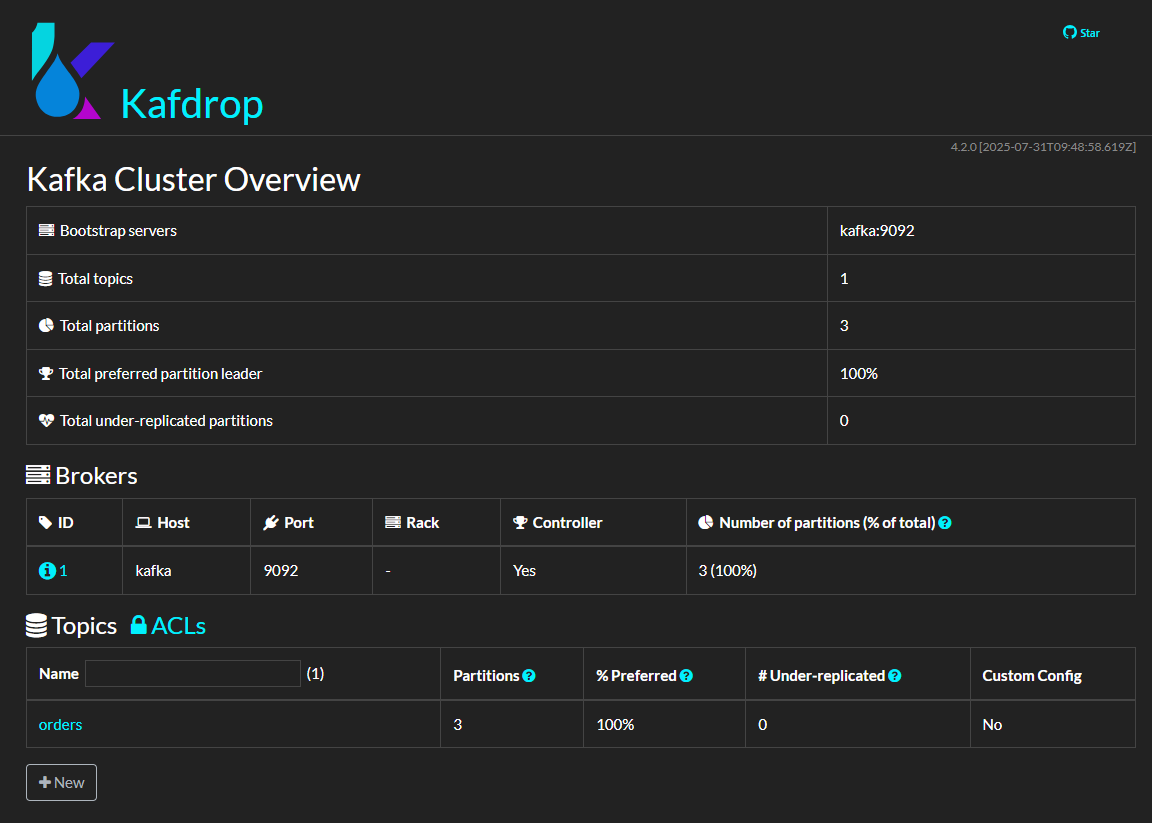 Star
Kafdrop
4.2.0 [2025-07-31T09:48:58.619Z]
Kafka Cluster Overview
Bootstrap servers kafka:9092
Total topics 1
Total partitions 3
Total preferred partition leader 100%
Total under-replicated partitions 0
Brokers
ID Host Port Rack Controller Number of partitions (% of total)
1 kafka 9092 - Yes 3 (100%)
Topics ACLs
Name (1) Partitions % Preferred # Under-replicated Custom Config
orders 3 100% 0 No
New